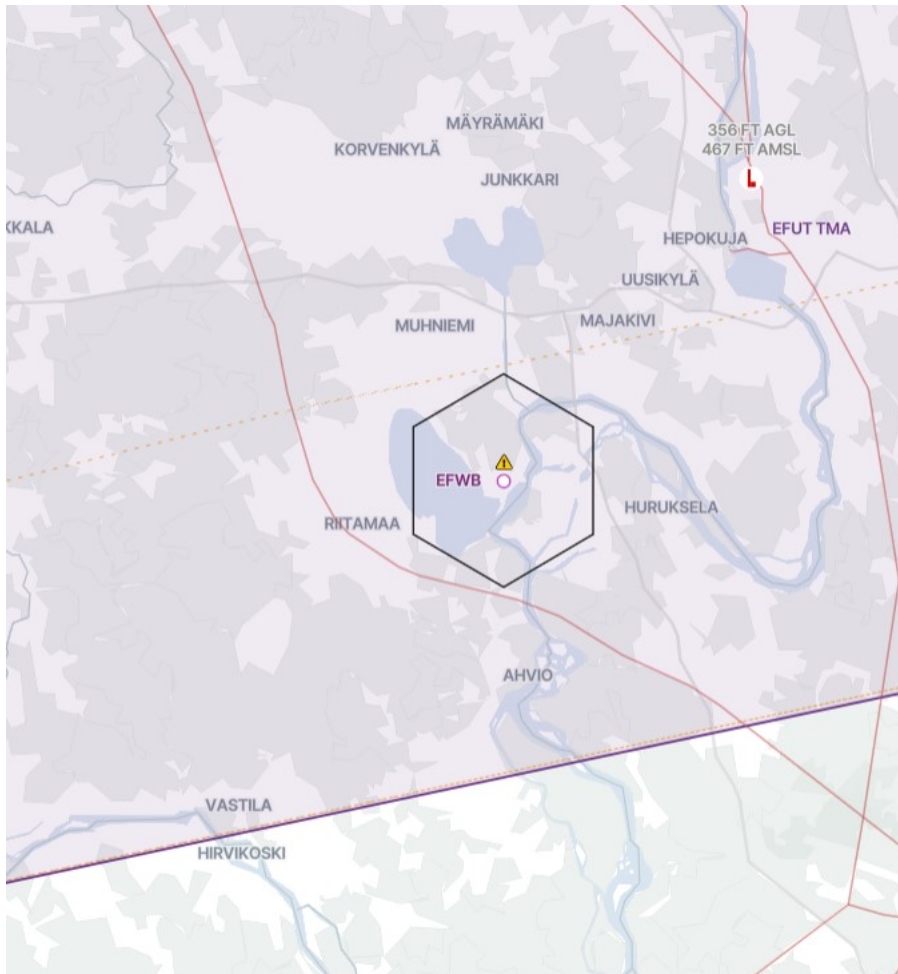 MÄYRÄMÄKI
356 FT AGL
467 FT AMSL
KORVENKYLÄ
JUNKKARI
KKALA
HEPOKUJA
EFUT TMA
UUSIKYLÄ
MUHNIEMI
MAJAKIVI
EFWB
HURUKSELA
RIITAMAA
AHVIO
VASTILA
HIRVIKOSKI